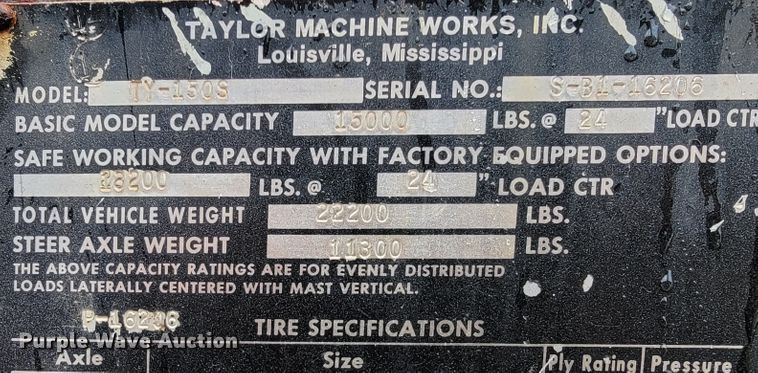 TAYLOR MACHINE WORKS, INC.
Louisville, Mississippi
MODEL: TY-150S SERIAL NO.: S-B1-16206
BASIC MODEL CAPACITY 15000 LBS. @ 24 "LOAD CTR
SAFE WORKING CAPACITY WITH FACTORY EQUIPPED OPTIONS:
LBS. @ 24 " LOAD CTR
TOTAL VEHICLE WEIGHT 22200 LBS.
STEER AXLE WEIGHT 11300 LBS.
THE ABOVE CAPACITY RATINGS ARE FOR EVENLY DISTRIBUTED
LOADS LATERALLY CENTERED WITH MAST VERTICAL.
TIRE SPECIFICATIONS
Purple Wave Auction
Axle Size Ply Rating Pressure